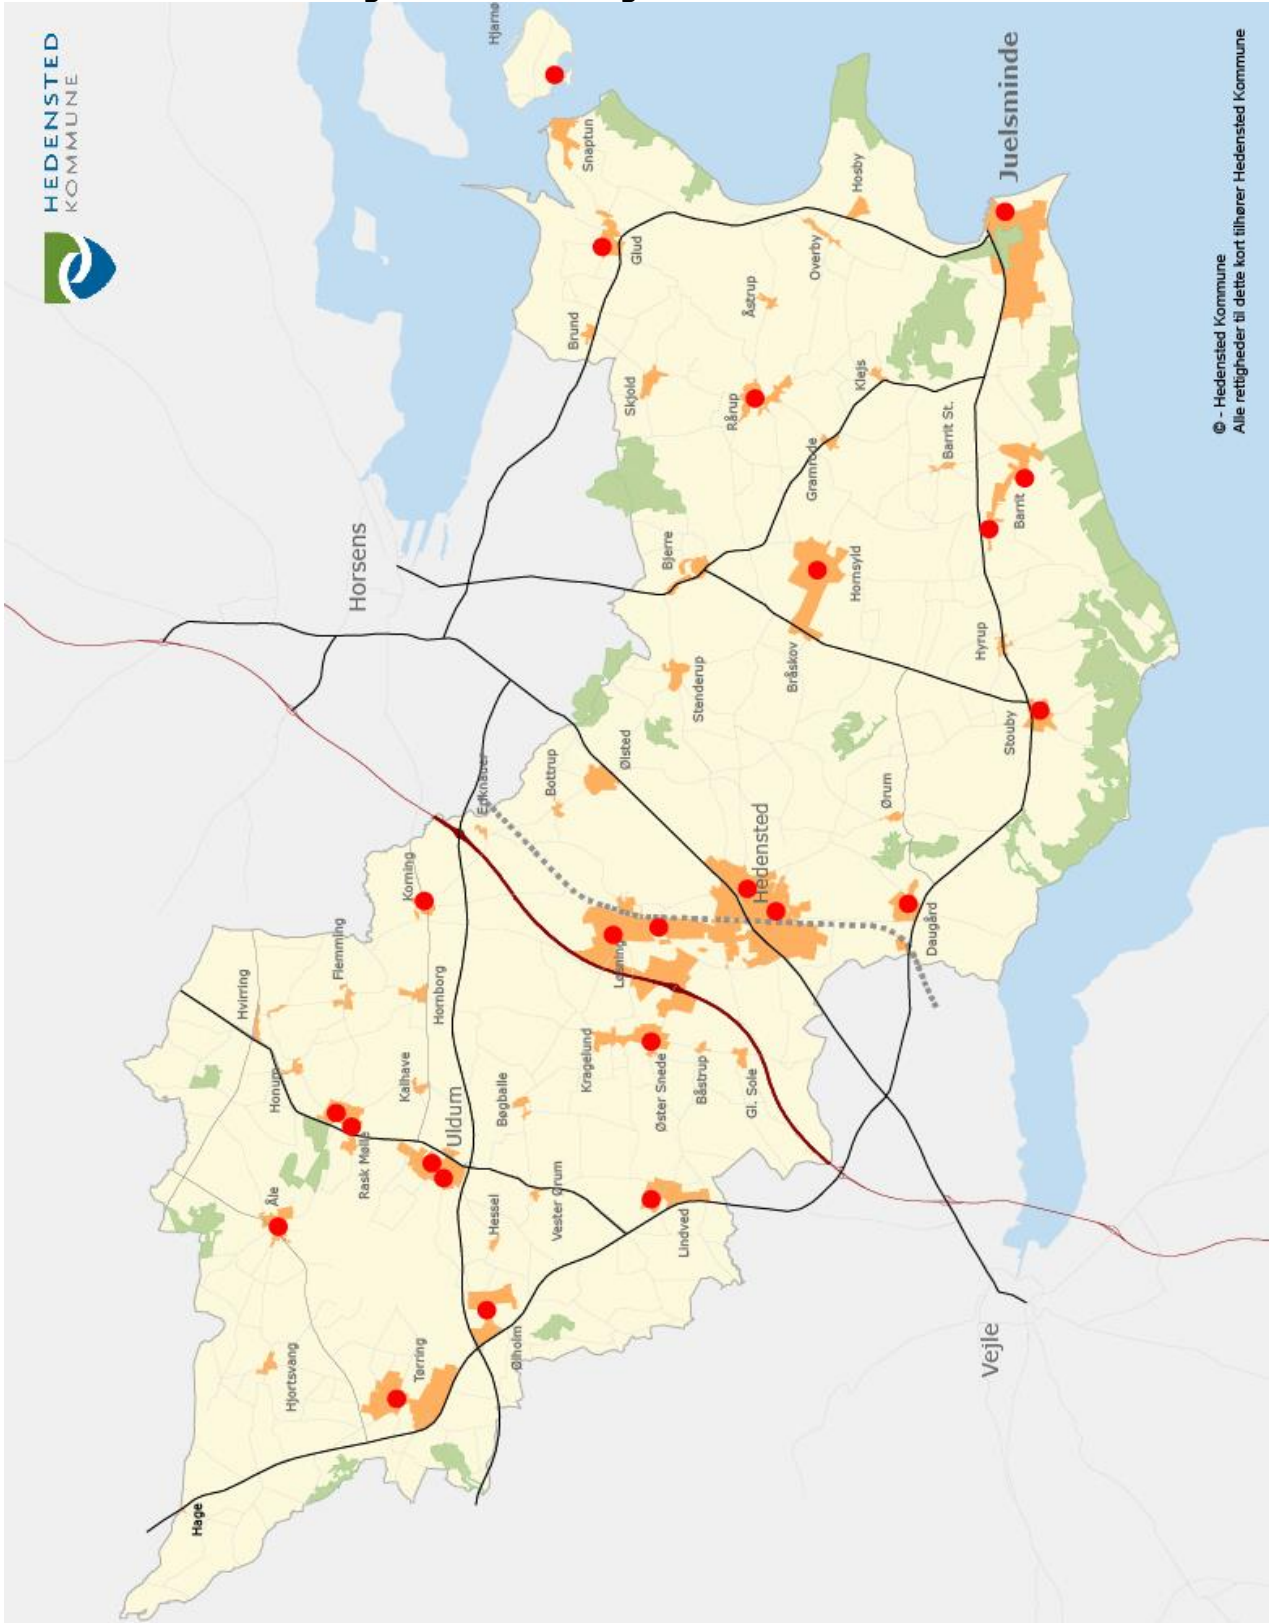 HEDENSTED
KOMMUNE
Hage
Hvirring
Åle
Honum
Hjortsvang
Flemming
Horsens
Rask Mølle
Korning
Kalhave
Tørring
Hornborg
Uldum
Eriknauer
Hjarnø
Hessel
Bøgballe
Ølholm
Bottrup
Vester Ørum
Brund
Kragelund
Snaptun
Løsning
Ølsted
Skjold
Glud
Øster Snede
Bjerre
Lindved
Stenderup
Båstrup
Rårup
Åstrup
Gl. Sole
Hedensted
Bråskov
Gramrode
Overby
Hornsyld
Hosby
Klejs
Ørum
Daugård
Barrit St.
Hyrup
Vejle
Juelsminde
Stouby
Barrit
© - Hedensted Kommune
Alle rettigheder til dette kort tilhører Hedensted Kommune